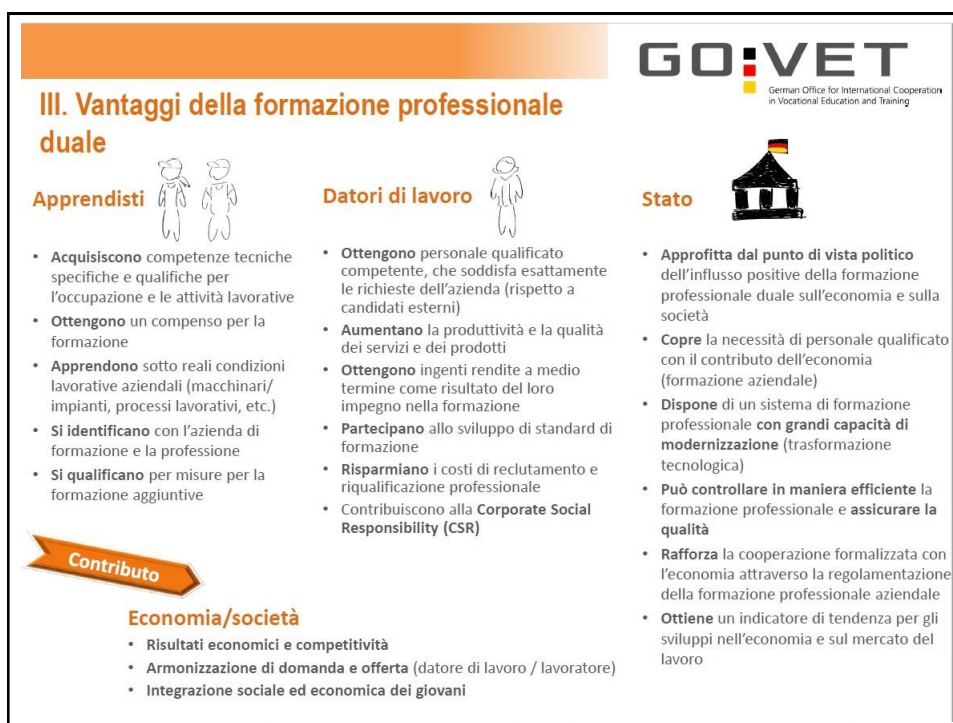 GO:VET
German Office for International Cooperation
in Vocational Education and Training
III. Vantaggi della formazione professionale
duale
Apprendisti
• Acquisiscono competenze tecniche
specifiche e qualifiche per
l'occupazione e le attività lavorative
• Ottengono un compenso per la
formazione
• Apprendono sotto reali condizioni
lavorative aziendali (macchinari/
impianti, processi lavorativi, etc.)
• Si identificano con l'azienda di
formazione e la professione
• Si qualificano per misure per la
formazione aggiuntive
Datori di lavoro
• Ottengono personale qualificato
competente, che soddisfa esattamente
le richieste dell'azienda (rispetto a
candidati esterni)
• Aumentano la produttività e la qualità
dei servizi e dei prodotti
• Ottengono ingenti rendite a medio
termine come risultato del loro
impegno nella formazione
• Partecipano allo sviluppo di standard di
formazione
• Risparmiano i costi di reclutamento e
riqualificazione professionale
• Contribuiscono alla Corporate Social
Responsibility (CSR)
Stato
• Approfitta dal punto di vista politico
dell'influsso positive della formazione
professionale duale sull'economia e sulla
società
• Copre la necessità di personale qualificato
con il contributo dell'economia
(formazione aziendale)
• Dispone di un sistema di formazione
professionale con grandi capacità di
modernizzazione (trasformazione
tecnologica)
• Può controllare in maniera efficiente la
formazione professionale e assicurare la
qualità
• Rafforza la cooperazione formalizzata con
l'economia attraverso la regolamentazione
della formazione professionale aziendale
• Ottiene un indicatore di tendenza per gli
sviluppi nell'economia e sul mercato del
lavoro
Contributo
Economia/società
• Risultati economici e competitività
• Armonizzazione di domanda e offerta (datore di lavoro / lavoratore)
• Integrazione sociale ed economica dei giovani